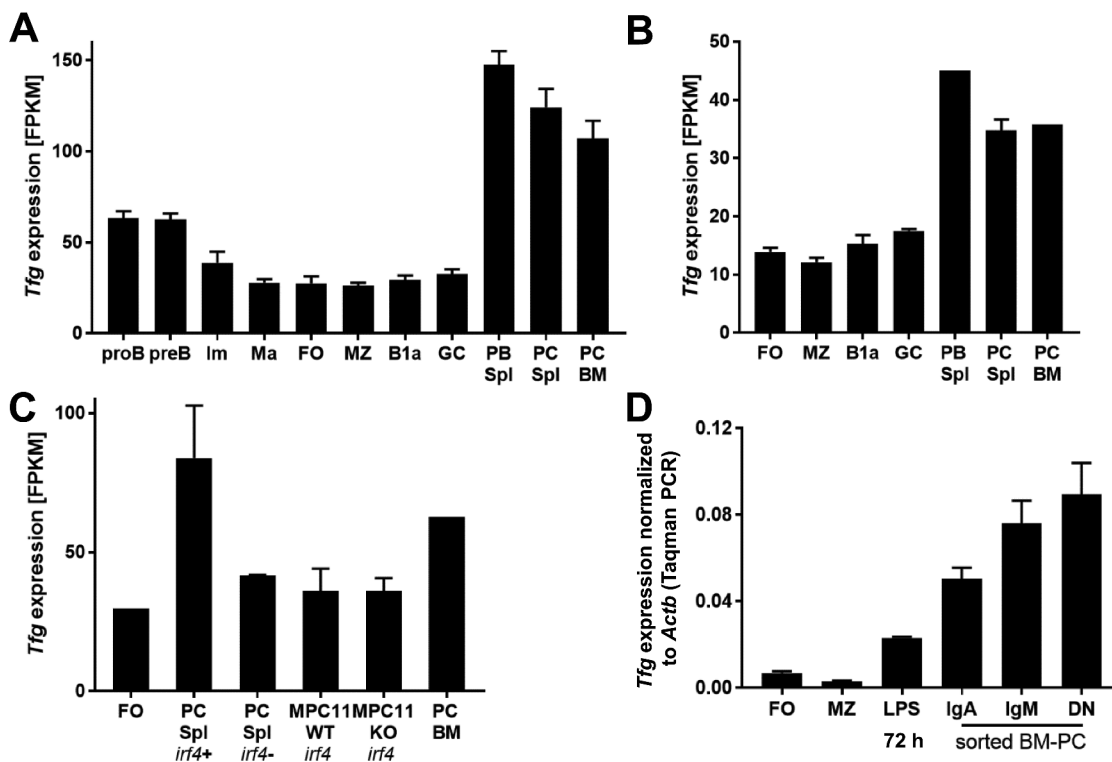 A
Tfg expression [FPKM]
150
100
50
0
proB preB Im Ma FO MZ B1a GC PB PC PC
Spl Spl BM
B
Tfg expression [FPKM]
50
40
30
20
10
0
FO MZ B1a GC PB PC PC
Spl Spl BM
C
Tfg expression [FPKM]
100
50
0
FO PC PC MPC11 MPC11 PC
Spl Spl WT KO BM
irf4+ irf4- irf4 irf4
D
Tfg expression normalized
to Actb (Taqman PCR)
0.12
0.08
0.04
0.00
FO MZ LPS IgA IgM DN
72 h sorted BM-PC